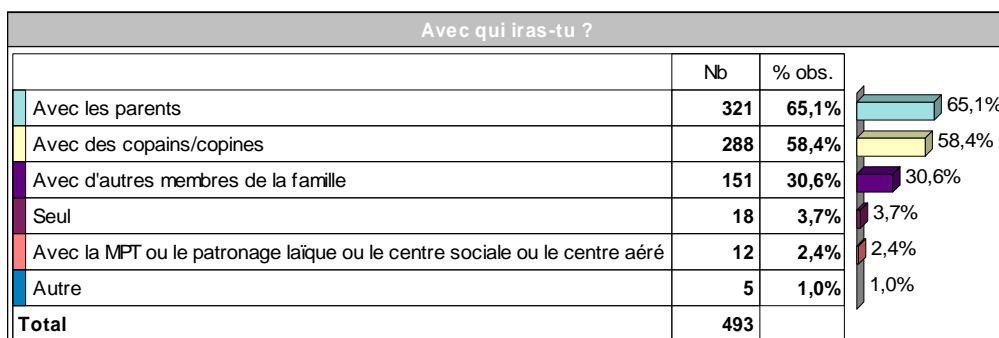 Avec qui iras-tu ?
Nb % obs.
Avec les parents 321 65,1% 65,1%
Avec des copains/copines 288 58,4% 58,4%
Avec d'autres membres de la famille 151 30,6% 30,6%
Seul 18 3,7% 3,7%
Avec la MPT ou le patronage laïque ou le centre sociale ou le centre aéré 12 2,4% 2,4%
Autre 5 1,0% 1,0%
Total 493